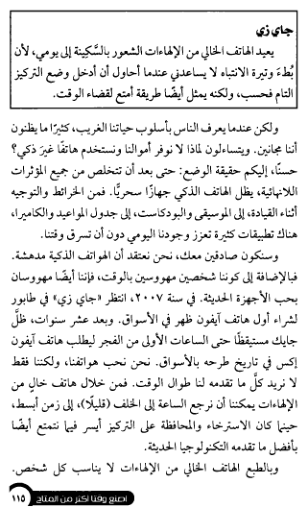 جاي زي
يعيد الهاتف الخالي من الإلهاءات الشعور بالسَّكينة إلى يومي، لأن
بُطءَ وتيرة الانتباه لا يساعدني عندما أحاول أن أدخل وضع التركيز
التام فحسب، ولكنه يمثل أيضًا طريقة أمتع لقضاء الوقت.
ولكن عندما يعرف الناس بأسلوب حياتنا الغريب، كثيرًا ما يظنون
أننا مجانين. ويتساءلون لماذا لا نوفر أموالنا ونستخدم هاتفًا غيرَ ذكي؟
حسنًا، إليكم حقيقة الوضع: حتى بعد أن تتخلص من جميع المؤثرات
اللانهائية، يظل الهاتف الذكي جهازًا سحريًّا. فمن الخرائط والتوجيه
أثناء القيادة، إلى الموسيقى والبودكاست، إلى جدول المواعيد والكاميرا،
هناك تطبيقات كثيرة تعزز وجودنا اليومي دون أن تسرق وقتنا.
وسنكون صادقين معك، نحن نعتقد أن الهواتف الذكية مدهشة.
فبالإضافة إلى كوننا شخصين مهووسين بالوقت، فإننا أيضًا مهووسان
بحب الأجهزة الحديثة. في سنة ٢٠٠٧، انتظر «جاي زي» في طابور
لشراء أول هاتف آيفون ظهر في الأسواق. وبعد عشر سنوات، ظلَّ
جايك مستيقظًا حتى الساعات الأولى من الفجر ليطلب هاتف آيفون
إكس في تاريخ طرحه بالأسواق. نحن نحب هواتفنا، ولكننا فقط
لا نريد كلَّ ما تقدمه لنا طوال الوقت. فمن خلال هاتف خالٍ من
الإلهاءات يمكننا أن نرجع الساعة إلى الخلف (قليلًا)، إلى زمن أبسط،
حينما كان الاسترخاء والمحافظة على التركيز أيسر فيما نتمتع أيضًا
بأفضل ما تقدمه التكنولوجيا الحديثة.
وبالطبع الهاتف الخالي من الإلهاءات لا يناسب كل شخص.
اصنع وقتا أكثر من المتاح ١١٥